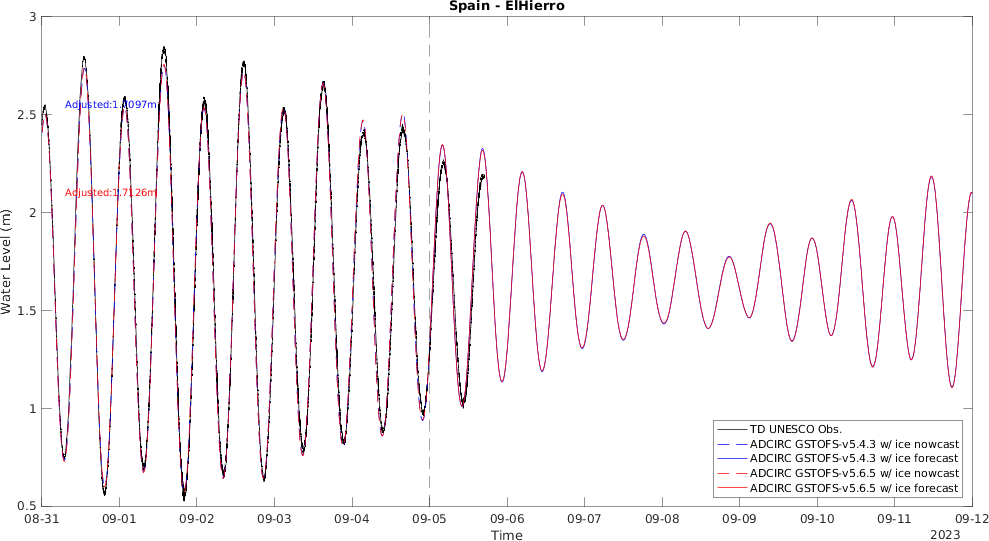 Spain - ElHierro
3
2.5
2
1.5
1
0.5
Water Level (m)
Adjusted:1.7097m
Adjusted:1.7126m
TD UNESCO Obs.
ADCIRC GSTOFS-v5.4.3 w/ ice nowcast
ADCIRC GSTOFS-v5.4.3 w/ ice forecast
ADCIRC GSTOFS-v5.6.5 w/ ice nowcast
ADCIRC GSTOFS-v5.6.5 w/ ice forecast
08-31 09-01 09-02 09-03 09-04 09-05 09-06 09-07 09-08 09-09 09-10 09-11 09-12
Time
2023